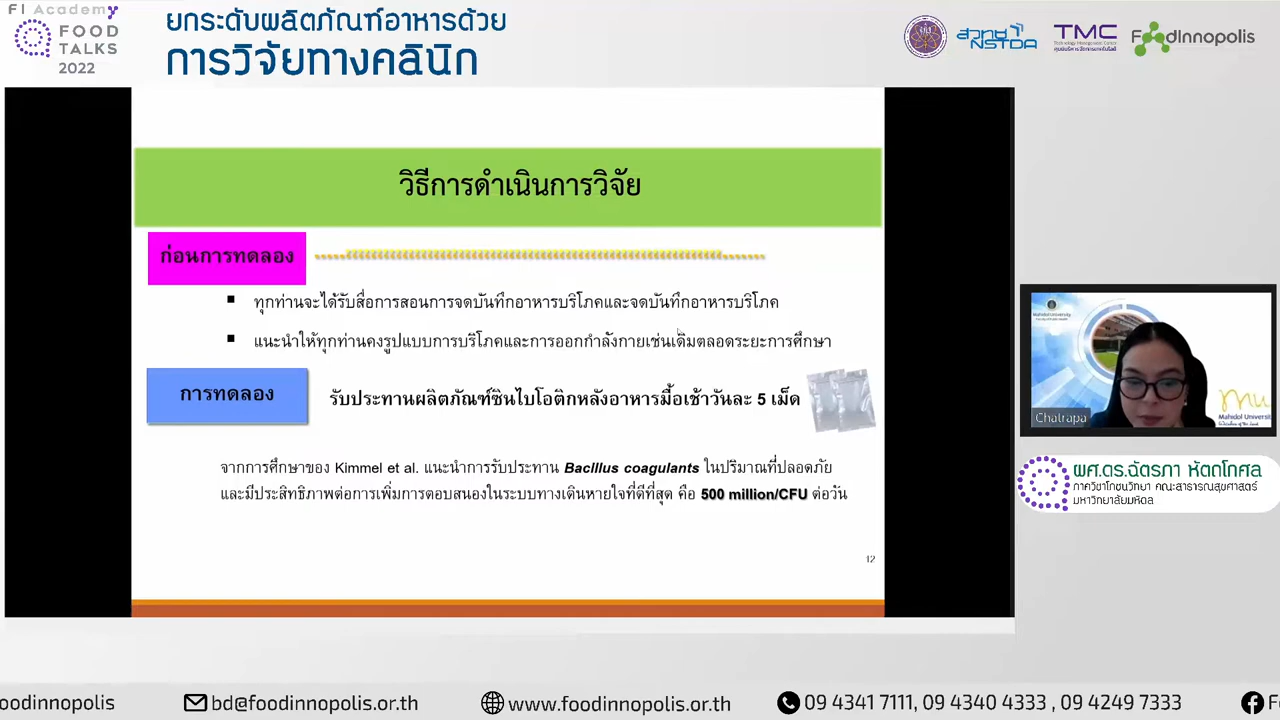 FI Academy
FOOD
TALKS
2022
ยกระดับผลิตภัณฑ์อาหารด้วย
การวิจัยทางคลินิก
สวทช
NSTDA
TMC
FoodInnopolis
วิธีการดำเนินการวิจัย
ก่อนการทดลอง
▪ ทุกท่านจะได้รับสื่อการสอนการจดบันทึกอาหารบริโภคและจดบันทึกอาหารบริโภค
▪ แนะนำให้ทุกท่านคงรูปแบบการบริโภคและการออกกำลังกายเช่นเดิมตลอดระยะการศึกษา
การทดลอง
รับประทานผลิตภัณฑ์ซินไบโอติกหลังอาหารมื้อเช้าวันละ 5 เม็ด
จากการศึกษาของ Kimmel et al. แนะนำการรับประทาน Baclllus coagulants ในปริมาณที่ปลอดภัย
และมีประสิทธิภาพต่อการเพิ่มการตอบสนองในระบบทางเดินหายใจที่ดีที่สุด คือ 500 million/CFU ต่อวัน
12
Mahidol University
Chatrapa
Mahidol Universit
ผศ.ดร.ฉัตรภา หัตถโกศล
ภาควิชาโภชนวิทยา คณะสาธารณสุขศาสตร์
มหาวิทยาลัยมหิดล
oodinnopolis
bd@foodinnopolis.or.th
www.foodinnopolis.or.th
09 4341 7111, 09 4340 4333 , 09 4249 7333
F